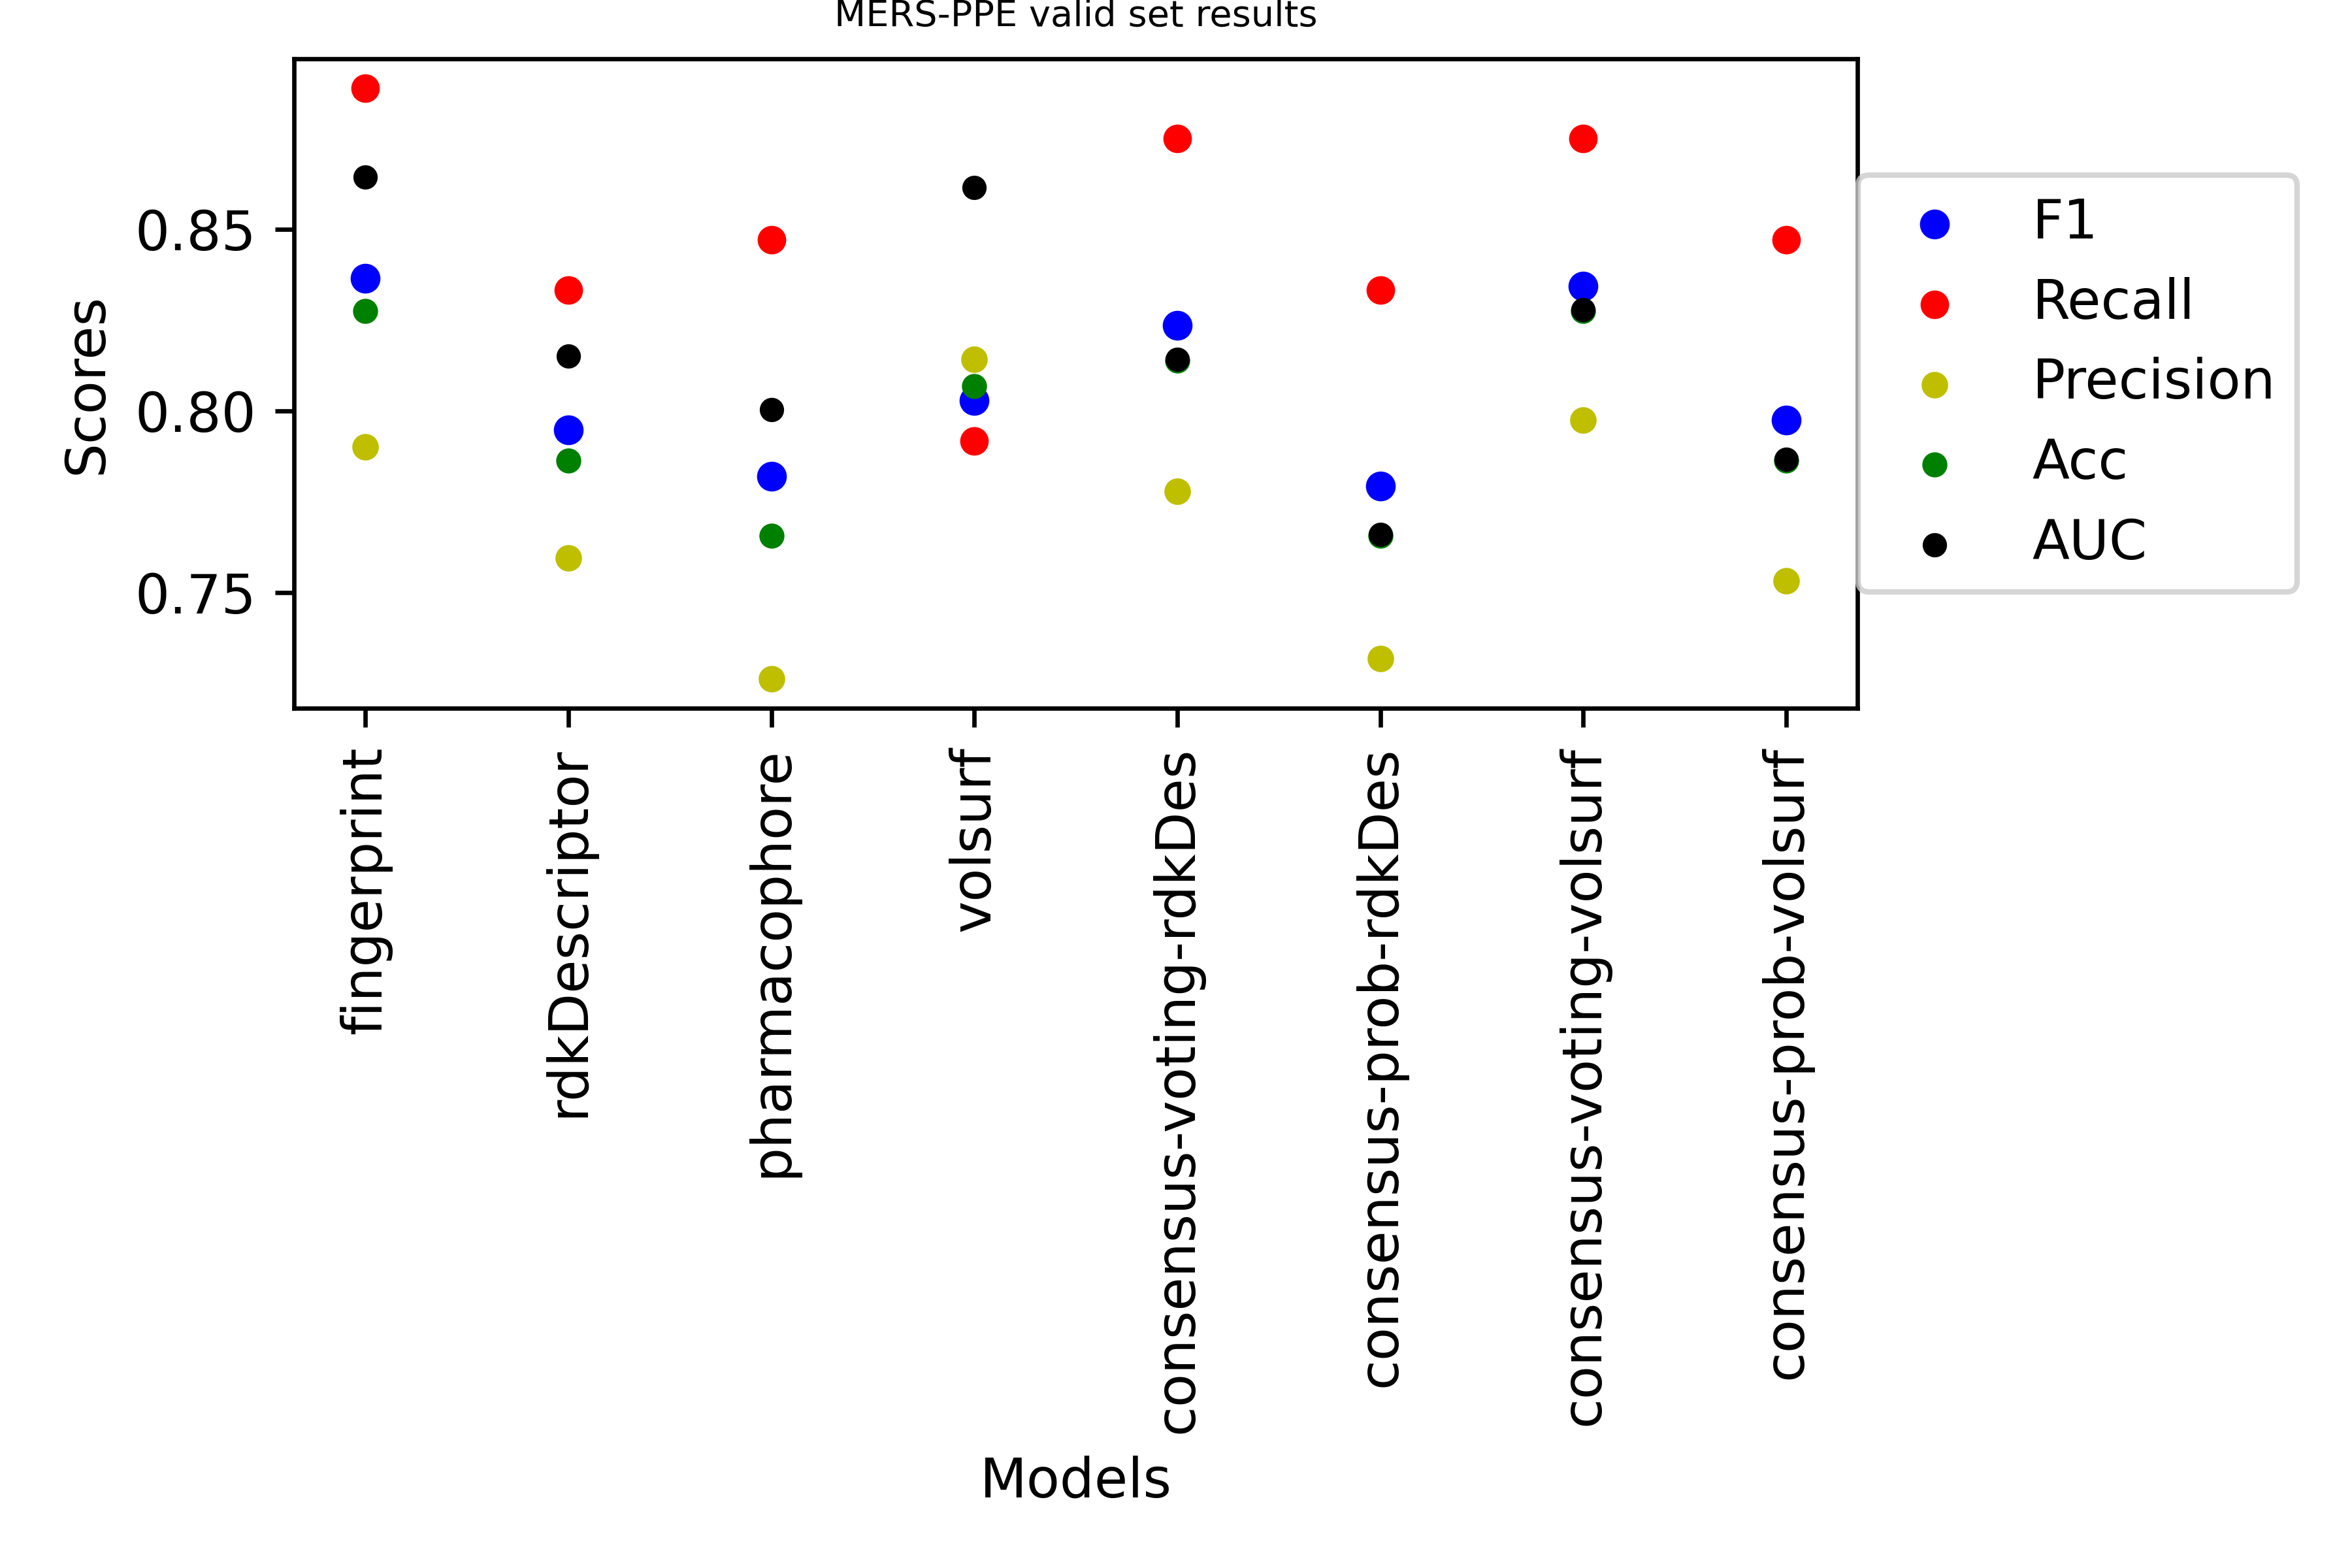 MERS-PPE valid set results
Scores
0.85
0.80
0.75
F1
Recall
Precision
Acc
AUC
fingerprint
rdkDescriptor
pharmacophore
volsurf
consensus-voting-rdkDes
consensus-prob-rdkDes
consensus-voting-volsurf
consensus-prob-volsurf
Models